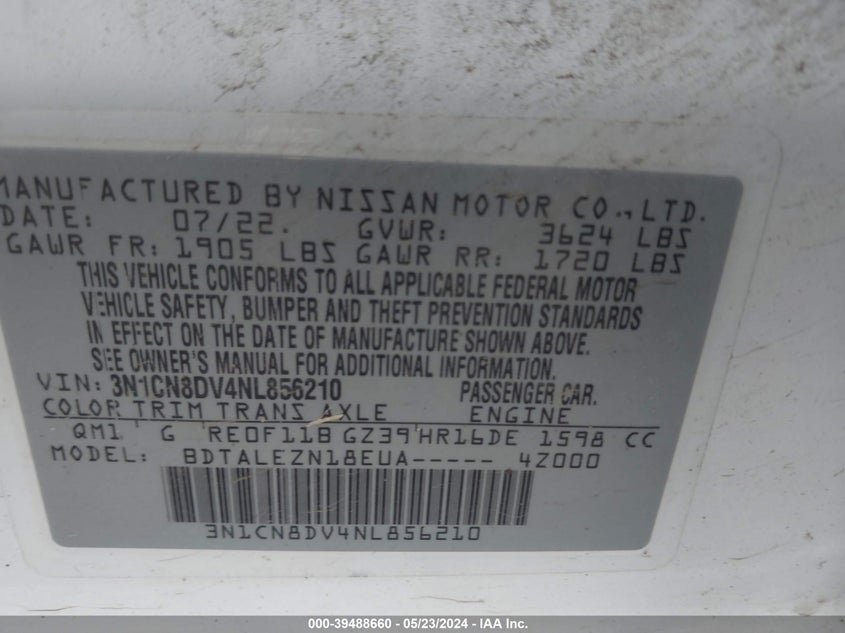 MANUFACTURED BY NISSAN MOTOR CO., LTD.
DATE: 07/22. GVWR: 3624 LBS
GAWR FR: 1905 LBS GAWR RR: 1720 LBS
THIS VEHICLE CONFORMS TO ALL APPLICABLE FEDERAL MOTOR
VEHICLE SAFETY, BUMPER AND THEFT PREVENTION STANDARDS
IN EFFECT ON THE DATE OF MANUFACTURE SHOWN ABOVE.
SEE OWNER'S MANUAL FOR ADDITIONAL INFORMATION.
VIN: 3N1CN8DV4NL856210 PASSENGER CAR.
COLOR TRIM TRANS AXLE ENGINE
QM1 G RE0F11B GZ39 HR16DE 1598 CC
MODEL: BDTALEZN18EUA----- 4Z000
3N1CN8DV4NL856210
000-39488660 - 05/23/2024 - IAA Inc.